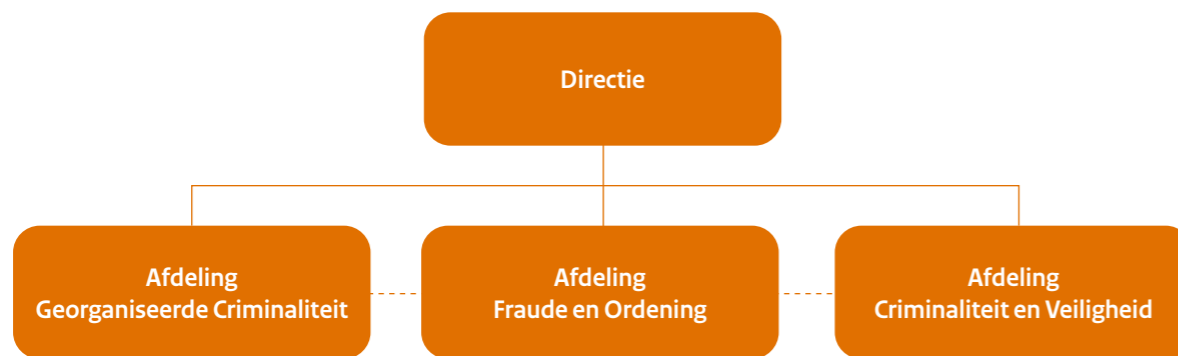 Directie
Afdeling
Georganiseerde Criminaliteit
Afdeling
Fraude en Ordening
Afdeling
Criminaliteit en Veiligheid